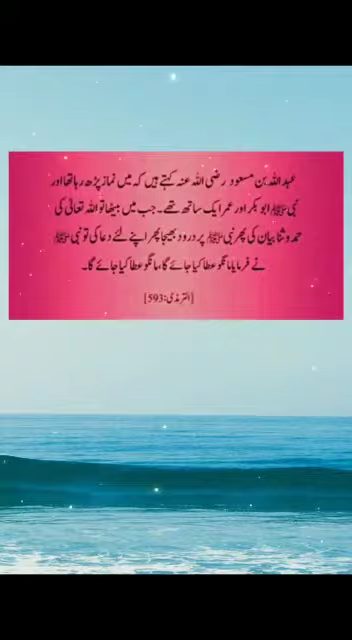 عبد اللہ بن مسعود رضی اللہ عنہ کہتے ہیں کہ میں نماز پڑھ رہا تھا اور
نبی ﷺ ابو بکر اور عمر ایک ساتھ تھے۔ جب میں بیٹھا تو اللہ تعالیٰ کی
حمد و ثنا بیان کی پھر نبی ﷺ پر درود بھیجا پھر اپنے لئے دعا کی تو نبی ﷺ
نے فرمایا مانگو عطا کیا جائے گا، مانگو عطا کیا جائے گا۔
[الترمذی:593]